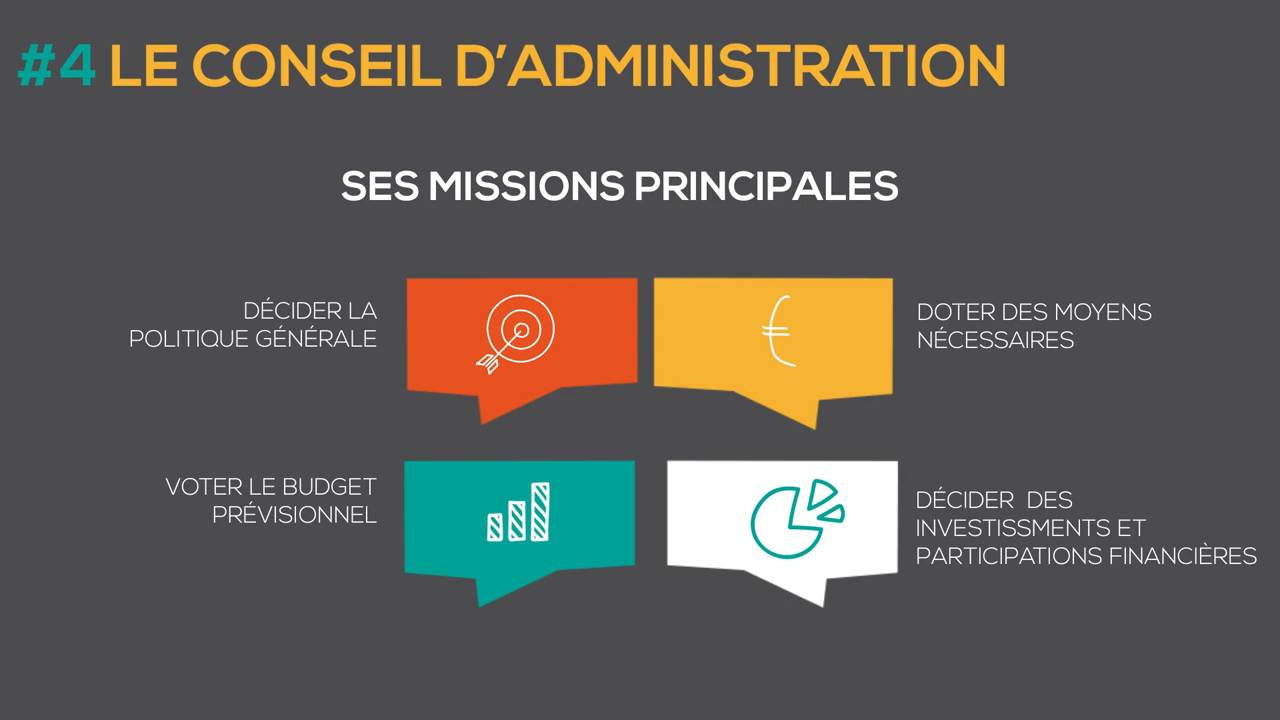 #4 LE CONSEIL D'ADMINISTRATION
SES MISSIONS PRINCIPALES
DÉCIDER LA
POLITIQUE GÉNÉRALE
€
DOTER DES MOYENS
NÉCESSAIRES
VOTER LE BUDGET
PRÉVISIONNEL
DÉCIDER DES
INVESTISSMENTS ET
PARTICIPATIONS FINANCIÈRES